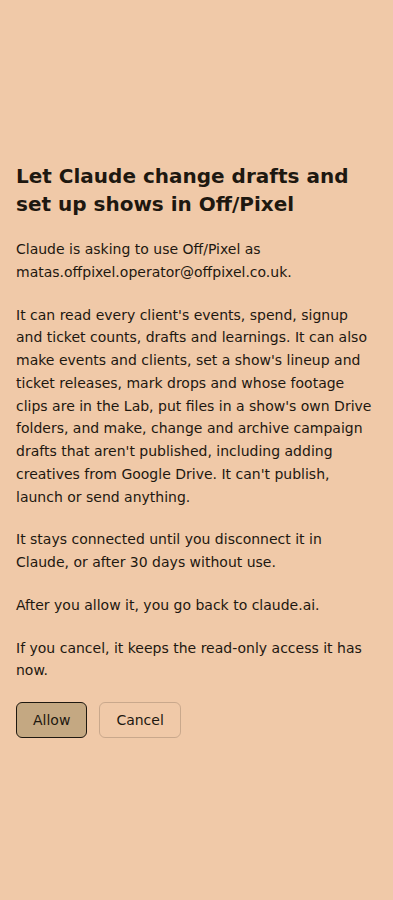 Let Claude change drafts and
set up shows in Off/Pixel
Claude is asking to use Off/Pixel as
matas.offpixel.operator@offpixel.co.uk.
It can read every client's events, spend, signup
and ticket counts, drafts and learnings. It can also
make events and clients, set a show's lineup and
ticket releases, mark drops and whose footage
clips are in the Lab, put files in a show's own Drive
folders, and make, change and archive campaign
drafts that aren't published, including adding
creatives from Google Drive. It can't publish,
launch or send anything.
It stays connected until you disconnect it in
Claude, or after 30 days without use.
After you allow it, you go back to claude.ai.
If you cancel, it keeps the read-only access it has
now.
Allow Cancel